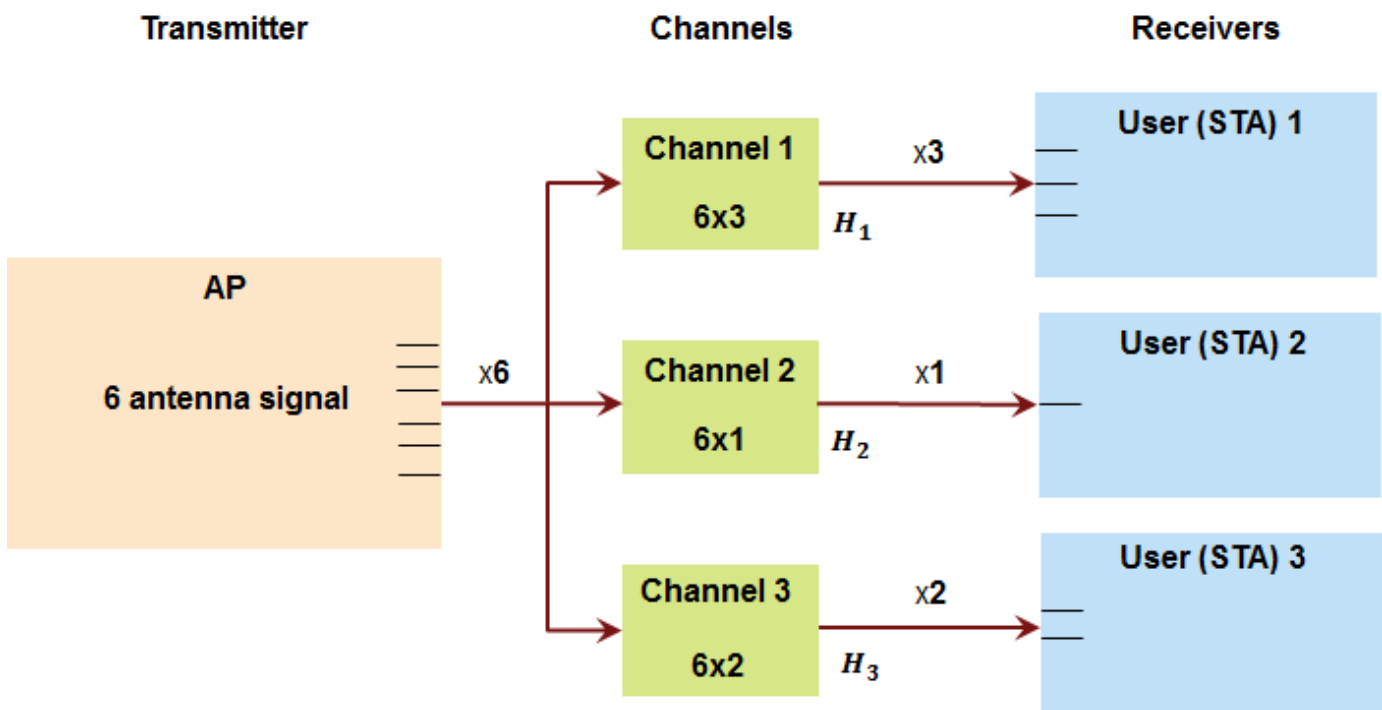 Transmitter
Channels
Receivers
AP
6 antenna signal
x6
Channel 1
6x3
H₁
x3
User (STA) 1
Channel 2
6x1
H₂
x1
User (STA) 2
Channel 3
6x2
H₃
x2
User (STA) 3